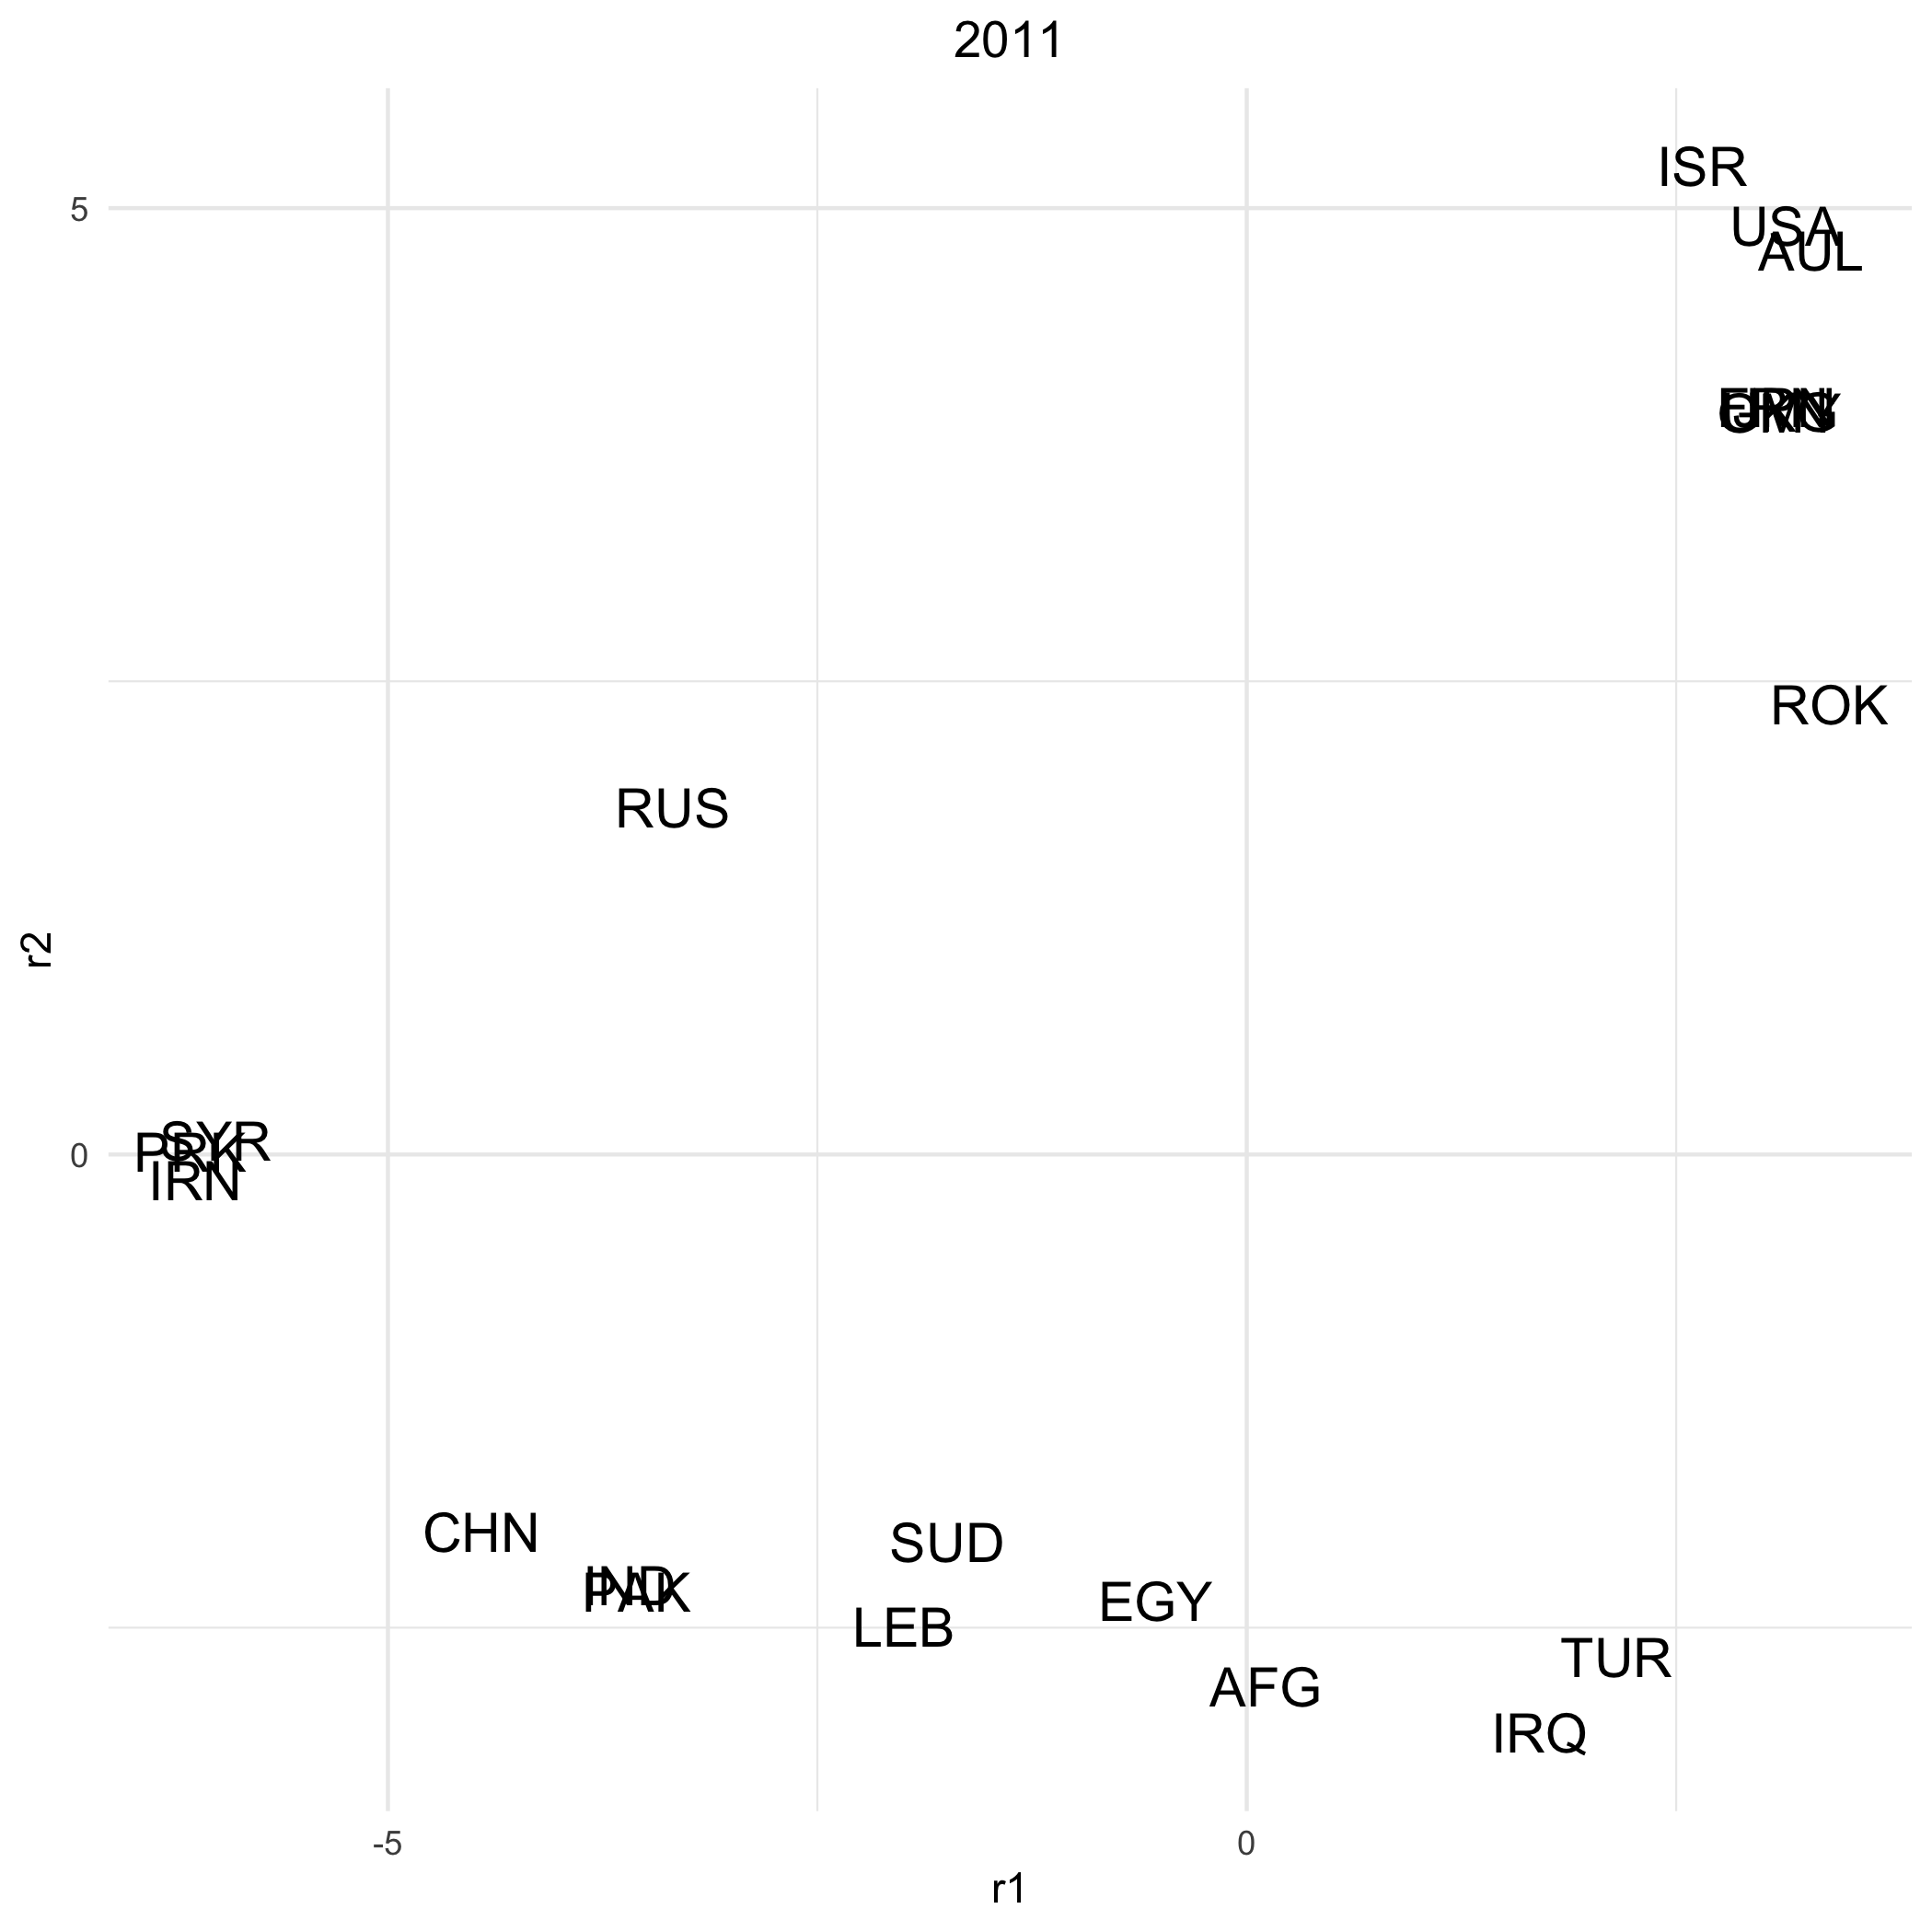 2011
ISR
5
USA
AUL
ROK
RUS
r2
SYR
0
PRK
IRN
CHN
SUD
IND
PAK
EGY
LEB
TUR
AFG
IRQ
-5
0
r1